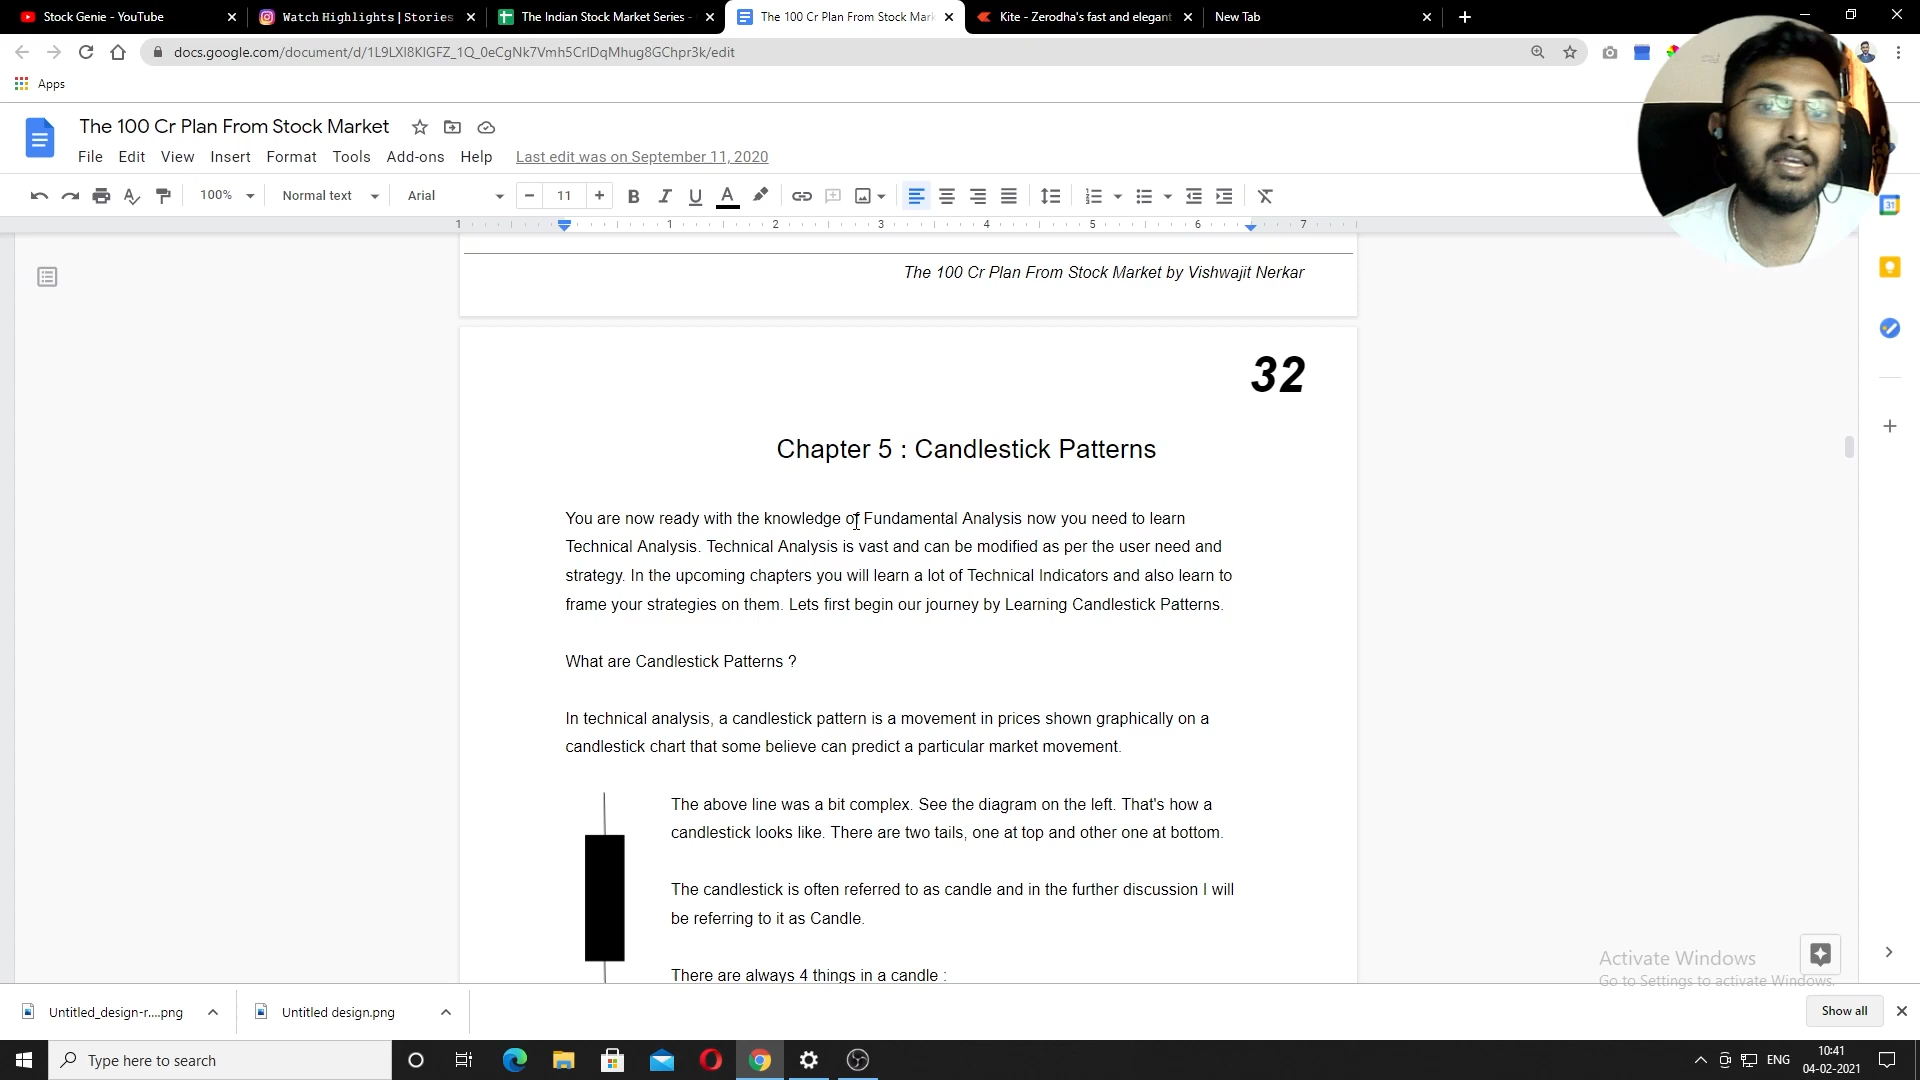 Stock Genie - YouTube
Watch Highlights | Stories
The Indian Stock Market Series -
The 100 Cr Plan From Stock Mark
Kite - Zerodha's fast and elegant
New Tab
Apps
The 100 Cr Plan From Stock Market
File Edit View Insert Format Tools Add-ons Help Last edit was on September 11, 2020
100% Normal text Arial 11 B I U A
1 1 2 3 4 5 6 7
31
The 100 Cr Plan From Stock Market by Vishwajit Nerkar
32
Chapter 5 : Candlestick Patterns
You are now ready with the knowledge of Fundamental Analysis now you need to learn
Technical Analysis. Technical Analysis is vast and can be modified as per the user need and
strategy. In the upcoming chapters you will learn a lot of Technical Indicators and also learn to
frame your strategies on them. Lets first begin our journey by Learning Candlestick Patterns.
What are Candlestick Patterns ?
In technical analysis, a candlestick pattern is a movement in prices shown graphically on a
candlestick chart that some believe can predict a particular market movement.
The above line was a bit complex. See the diagram on the left. That's how a
candlestick looks like. There are two tails, one at top and other one at bottom.
The candlestick is often referred to as candle and in the further discussion I will
be referring to it as Candle.
There are always 4 things in a candle :
Activate Windows
Go to Settings to activate Windows.
Untitled_design-r....png
Untitled design.png
Show all
Type here to search
ENG
10:41
04-02-2021